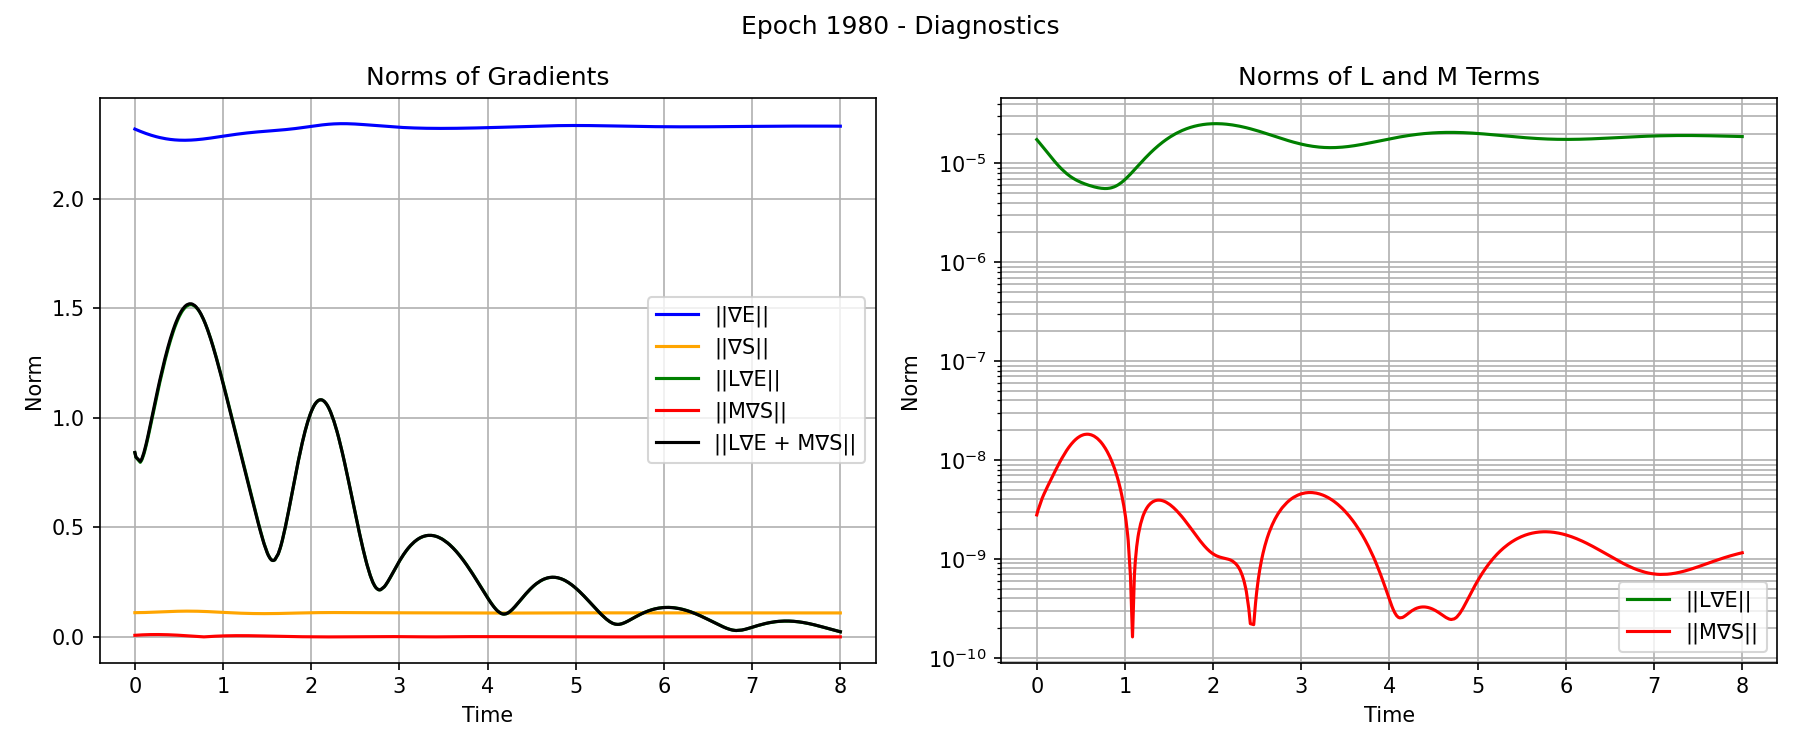 Epoch 1980 - Diagnostics
Norms of Gradients
Norm
2.0
1.5
1.0
0.5
0.0
||∇E||
||∇S||
||L∇E||
||M∇S||
||L∇E + M∇S||
0 1 2 3 4 5 6 7 8
Time
Norms of L and M Terms
Norm
10⁻⁵
10⁻⁶
10⁻⁷
10⁻⁸
10⁻⁹
10⁻¹⁰
||L∇E||
||M∇S||
0 1 2 3 4 5 6 7 8
Time